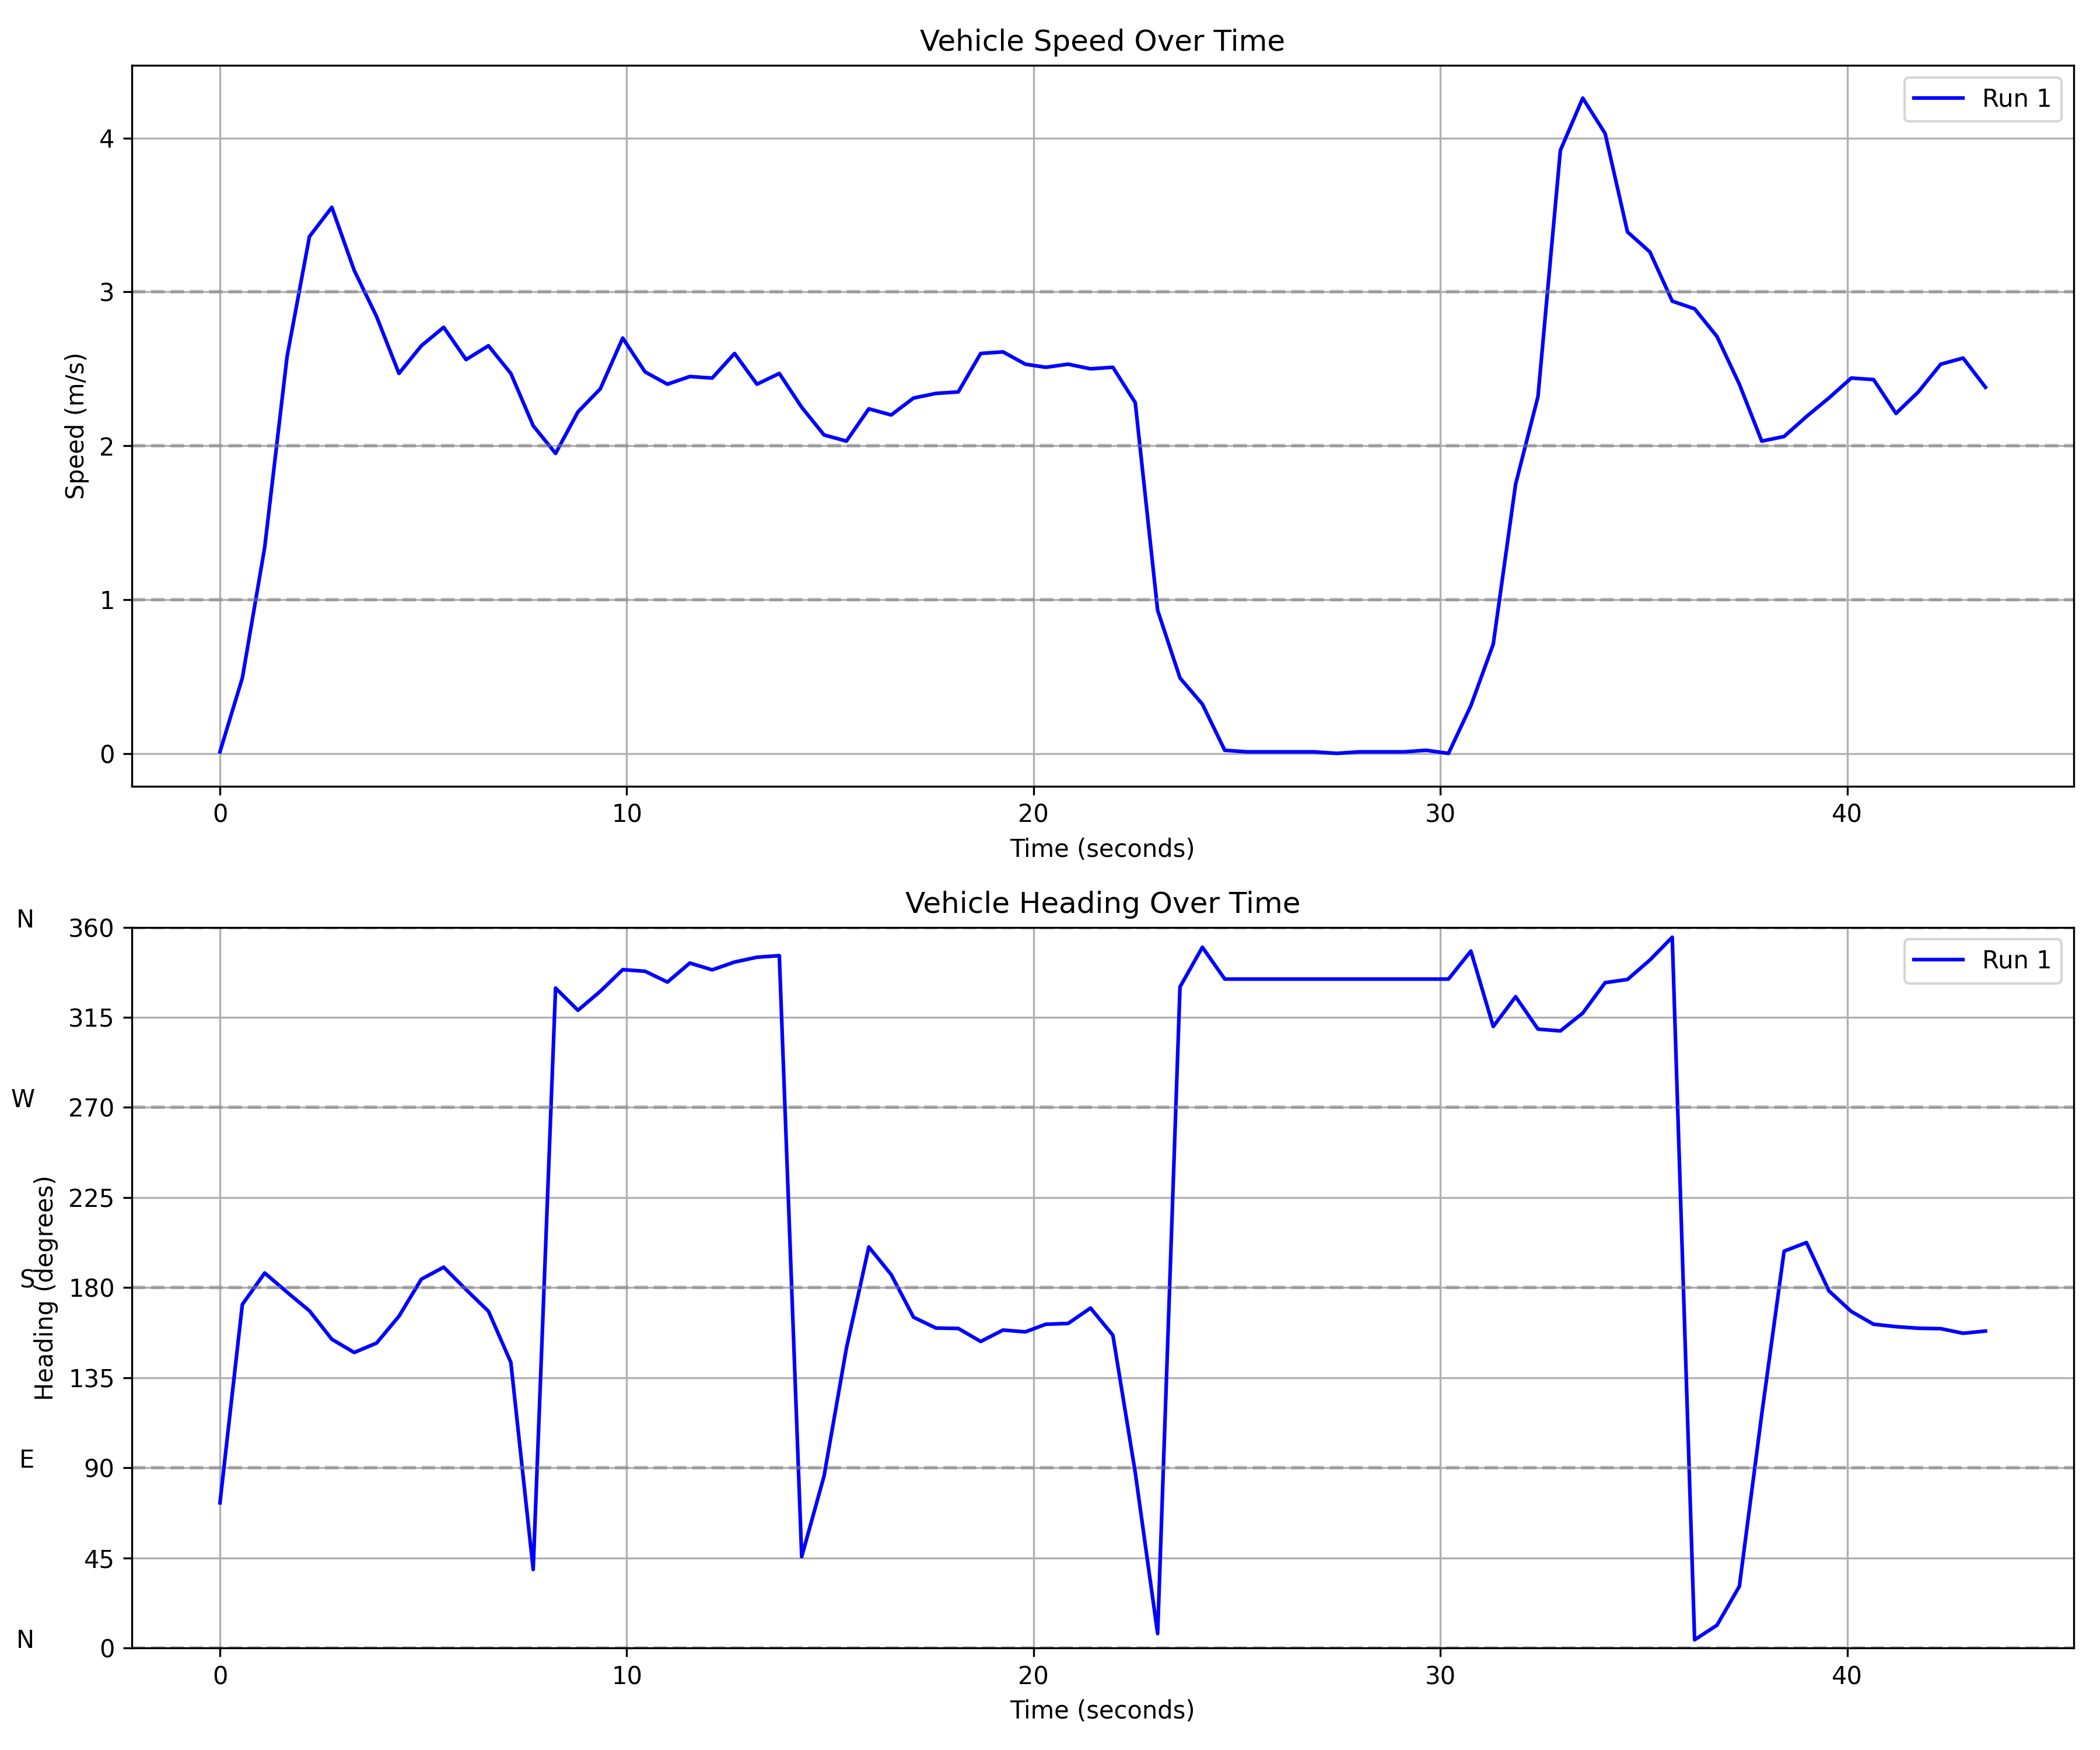 Vehicle Speed Over Time
Run 1
4
3
2
1
0
Speed (m/s)
0 10 20 30 40
Time (seconds)
Vehicle Heading Over Time
Run 1
N 360
315
W 270
225
S 180
135
E 90
45
N 0
Heading (degrees)
0 10 20 30 40
Time (seconds)